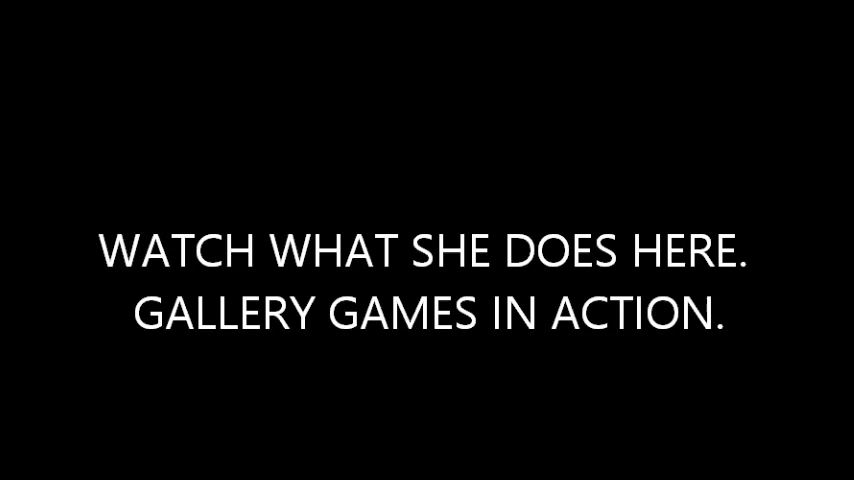 WATCH WHAT SHE DOES HERE.
GALLERY GAMES IN ACTION.